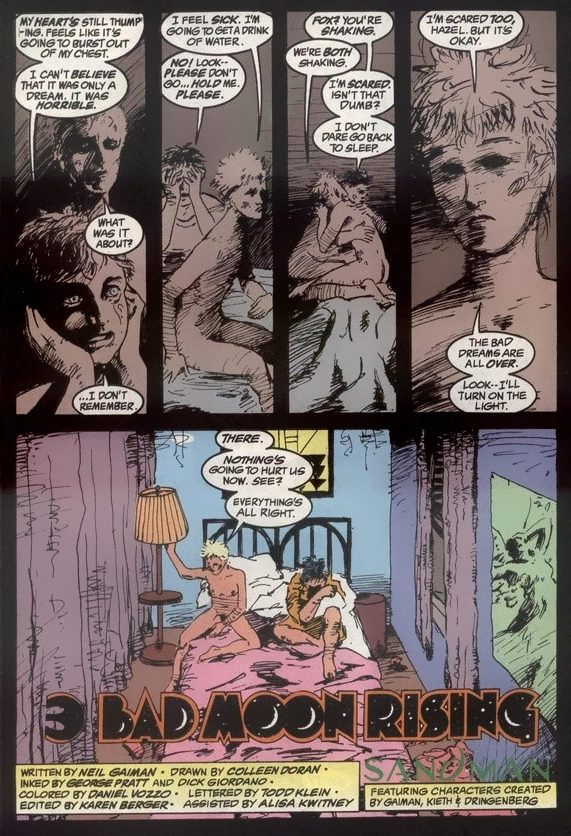 MY HEART'S STILL THUMP
-ING. FEELS LIKE IT'S
GOING TO BURST OUT
OF MY CHEST.
I CAN'T BELIEVE
THAT IT WAS ONLY A
DREAM. IT WAS
HORRIBLE.
WHAT
WAS IT
ABOUT?
...I DON'T
REMEMBER.
I FEEL SICK. I'M
GOING TO GET A DRINK
OF WATER.
NO! LOOK--
PLEASE DON'T
GO... HOLD ME.
PLEASE.
FOX? YOU'RE
SHAKING.
WE'RE BOTH
SHAKING.
I'M SCARED.
ISN'T THAT
DUMB?
I DON'T
DARE GO BACK
TO SLEEP.
I'M SCARED TOO,
HAZEL. BUT IT'S
OKAY.
THE BAD
DREAMS ARE
ALL OVER.
LOOK--I'LL
TURN ON THE
LIGHT.
THERE.
NOTHING'S
GOING TO HURT US
NOW. SEE?
EVERYTHING'S
ALL RIGHT.
3 BAD MOON RISING
SANDMAN
WRITTEN BY NEIL GAIMAN • DRAWN BY COLLEEN DORAN •
INKED BY GEORGE PRATT AND DICK GIORDANO •
COLORED BY DANIEL VOZZO • LETTERED BY TODD KLEIN •
EDITED BY KAREN BERGER • ASSISTED BY ALISA KWITNEY
FEATURING CHARACTERS CREATED
BY GAIMAN, KIETH & DRINGENBERG